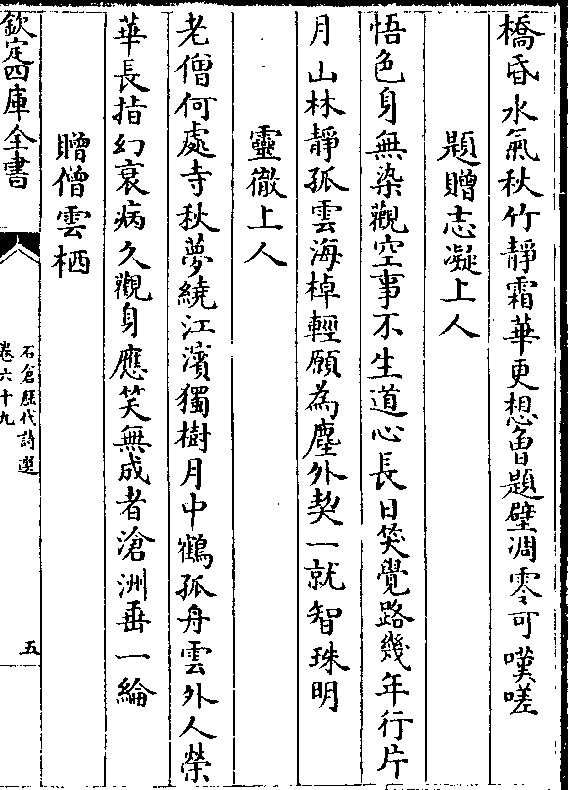 橋昏水氣秋竹靜霜華更想曾題壁凋零可嘆嗟
題贈志凝上人
悟色身無染觀空事不生道心長日笑覺路幾年行片
月山林靜孤雲海棹輕願為塵外契一就智珠明
靈徹上人
老僧何處寺秋夢繞江濱獨樹月中鶴孤舟雲外人榮
華長指幻衰病久觀身應笑無成者滄洲垂一綸
贈僧雲栖
欽定四庫全書
石倉歷代詩選
卷六十九
五